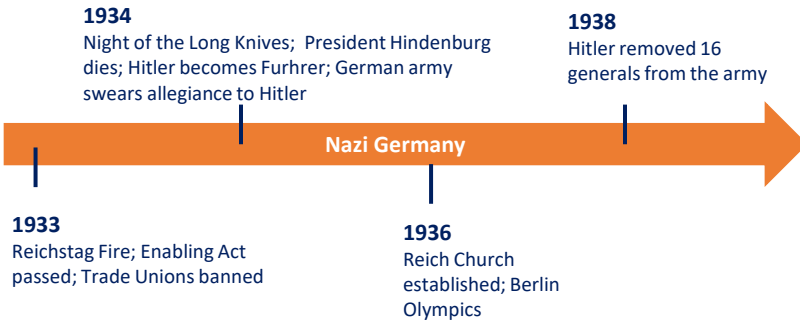 1934
Night of the Long Knives;  President Hindenburg
dies; Hitler becomes Furhrer; German army
swears allegiance to Hitler
1938
Hitler removed 16
generals from the army
Nazi Germany
1933
Reichstag Fire; Enabling Act
passed; Trade Unions banned
1936
Reich Church
established; Berlin
Olympics